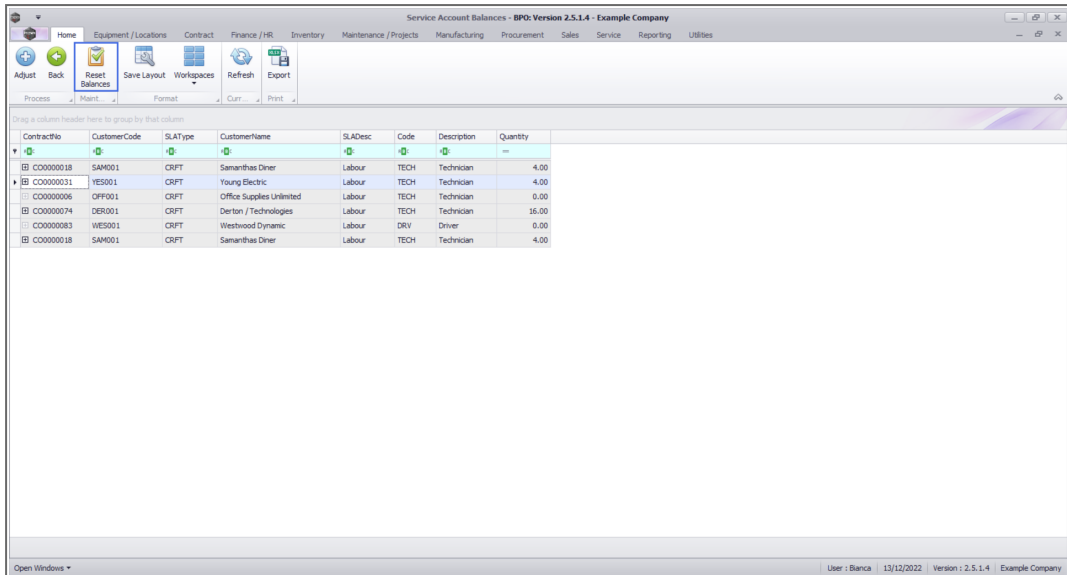 Service Account Balances - BPO: Version 2.5.1.4 - Example Company
Home Equipment / Locations Contract Finance / HR Inventory Maintenance / Projects Manufacturing Procurement Sales Service Reporting Utilities
Adjust Back Reset Balances Save Layout Workspaces Refresh Export
Process Maint... Format Curr... Print
Drag a column header here to group by that column
ContractNo CustomerCode SLAType CustomerName SLADesc Code Description Quantity
=
CO0000018 SAM001 CRFT Samanthas Diner Labour TECH Technician 4.00
CO0000031 YES001 CRFT Young Electric Labour TECH Technician 4.00
CO0000006 OFF001 CRFT Office Supplies Unlimited Labour TECH Technician 0.00
CO0000074 DER001 CRFT Derton / Technologies Labour TECH Technician 16.00
CO0000083 WES001 CRFT Westwood Dynamic Labour DRV Driver 0.00
CO0000018 SAM001 CRFT Samanthas Diner Labour TECH Technician 4.00
Open Windows User : Bianca 13/12/2022 Version : 2.5.1.4 Example Company